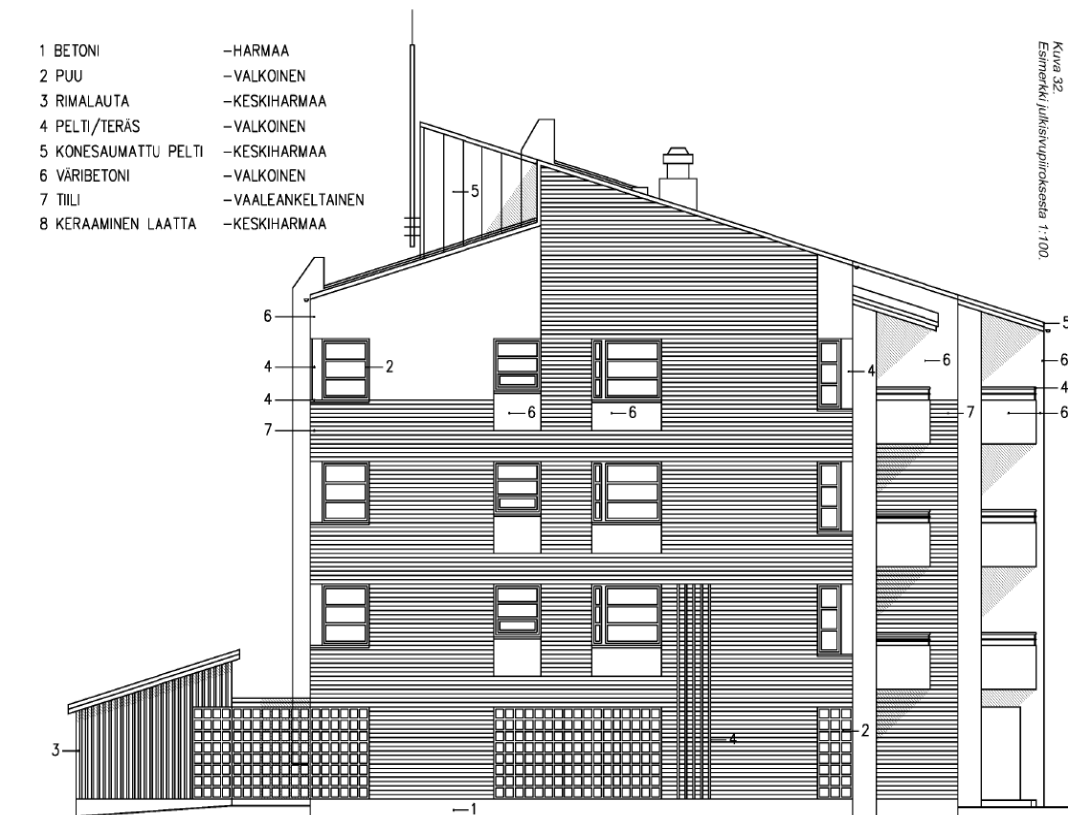 1 BETONI –HARMAA
2 PUU –VALKOINEN
3 RIMALAUTA –KESKIHARMAA
4 PELTI/TERÄS –VALKOINEN
5 KONESAUMATTU PELTI –KESKIHARMAA
6 VÄRIBETONI –VALKOINEN
7 TIILI –VAALEANKELTAINEN
8 KERAAMINEN LAATTA –KESKIHARMAA
Kuva 32.
Esimerkki julkisivupiiroksesta 1:100.
5
6
5
4
2
4
6
6
4
4
6
6
7
7
6
3
4
2
1